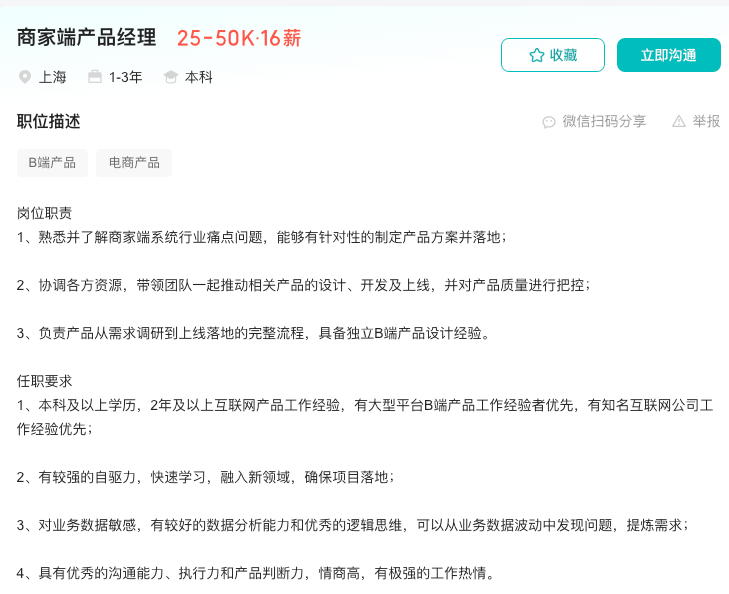 商家端产品经理 25-50K·16薪
收藏 立即沟通
上海 1-3年 本科
职位描述
微信扫码分享 举报
B端产品 电商产品
岗位职责
1、熟悉并了解商家端系统行业痛点问题，能够有针对性的制定产品方案并落地；
2、协调各方资源，带领团队一起推动相关产品的设计、开发及上线，并对产品质量进行把控；
3、负责产品从需求调研到上线落地的完整流程，具备独立B端产品设计经验。
任职要求
1、本科及以上学历，2年及以上互联网产品工作经验，有大型平台B端产品工作经验者优先，有知名互联网公司工
作经验优先；
2、有较强的自驱力，快速学习，融入新领域，确保项目落地；
3、对业务数据敏感，有较好的数据分析能力和优秀的逻辑思维，可以从业务数据波动中发现问题，提炼需求；
4、具有优秀的沟通能力、执行力和产品判断力，情商高，有极强的工作热情。